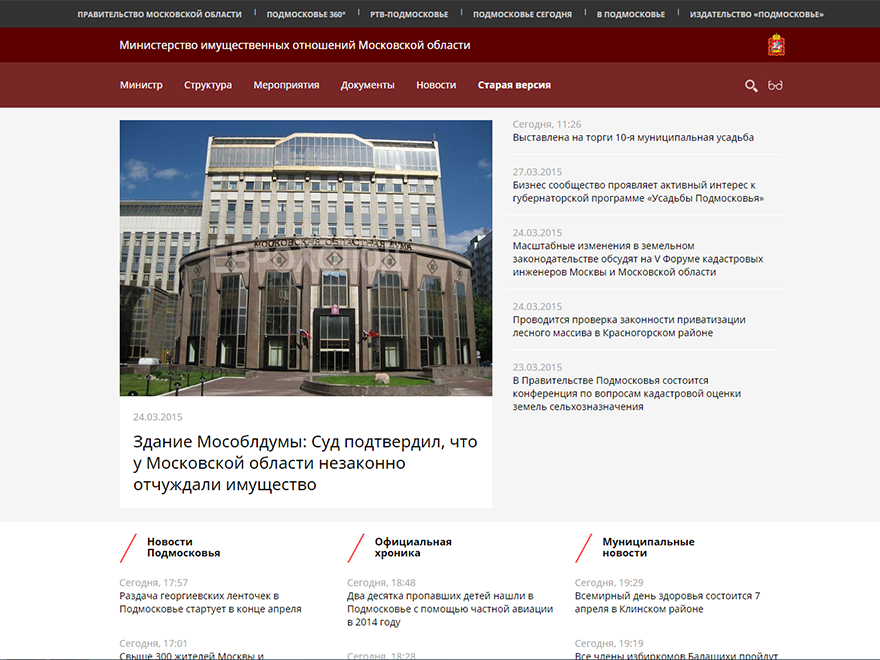 ПРАВИТЕЛЬСТВО МОСКОВСКОЙ ОБЛАСТИ | ПОДМОСКОВЬЕ 360° | РТВ-ПОДМОСКОВЬЕ | ПОДМОСКОВЬЕ СЕГОДНЯ | В ПОДМОСКОВЬЕ | ИЗДАТЕЛЬСТВО «ПОДМОСКОВЬЕ»
Министерство имущественных отношений Московской области
Министр Структура Мероприятия Документы Новости Старая версия
МОСКОВСКАЯ ОБЛАСТНАЯ ДУМА
24.03.2015
Здание Мособлдумы: Суд подтвердил, что
у Московской области незаконно
отчуждали имущество
Сегодня, 11:26
Выставлена на торги 10-я муниципальная усадьба
27.03.2015
Бизнес сообщество проявляет активный интерес к
губернаторской программе «Усадьбы Подмосковья»
24.03.2015
Масштабные изменения в земельном
законодательстве обсудят на V Форуме кадастровых
инженеров Москвы и Московской области
24.03.2015
Проводится проверка законности приватизации
лесного массива в Красногорском районе
23.03.2015
В Правительстве Подмосковья состоится
конференция по вопросам кадастровой оценки
земель сельхозназначения
Новости
Подмосковья
Сегодня, 17:57
Раздача георгиевских ленточек в
Подмосковье стартует в конце апреля
Сегодня, 17:01
Свыше 300 жителей Москвы и
Официальная
хроника
Сегодня, 18:48
Два десятка пропавших детей нашли в
Подмосковье с помощью частной авиации
в 2014 году
Сегодня, 18:28
Муниципальные
новости
Сегодня, 19:29
Всемирный день здоровья состоится 7
апреля в Клинском районе
Сегодня, 19:19
Все члены избиркомов Балашихи пройдут